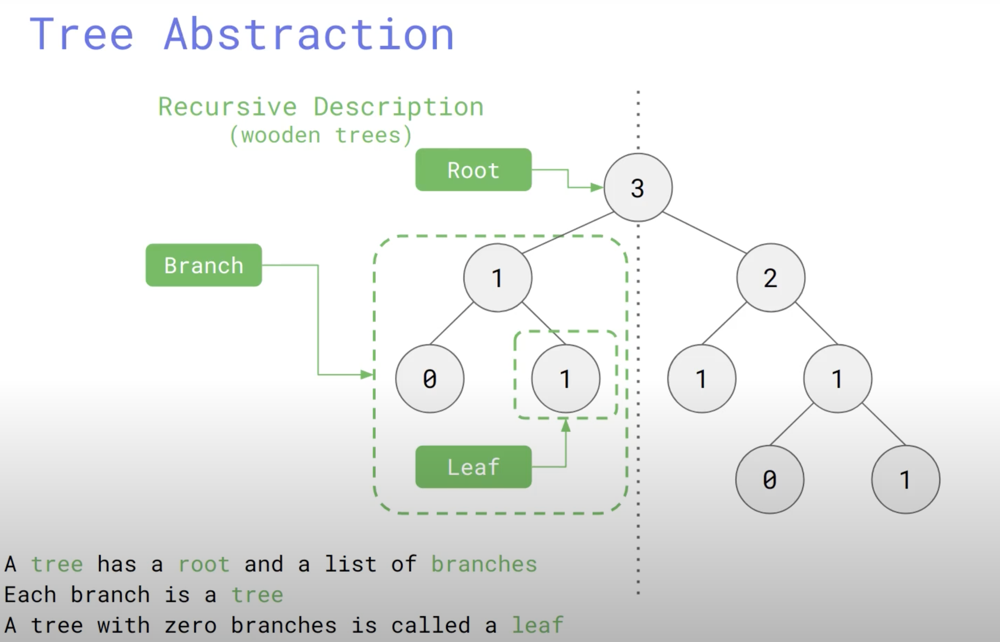 Tree Abstraction
Recursive Description
(wooden trees)
Root
3
Branch
1
2
0
1
1
1
Leaf
0
1
A tree has a root and a list of branches
Each branch is a tree
A tree with zero branches is called a leaf